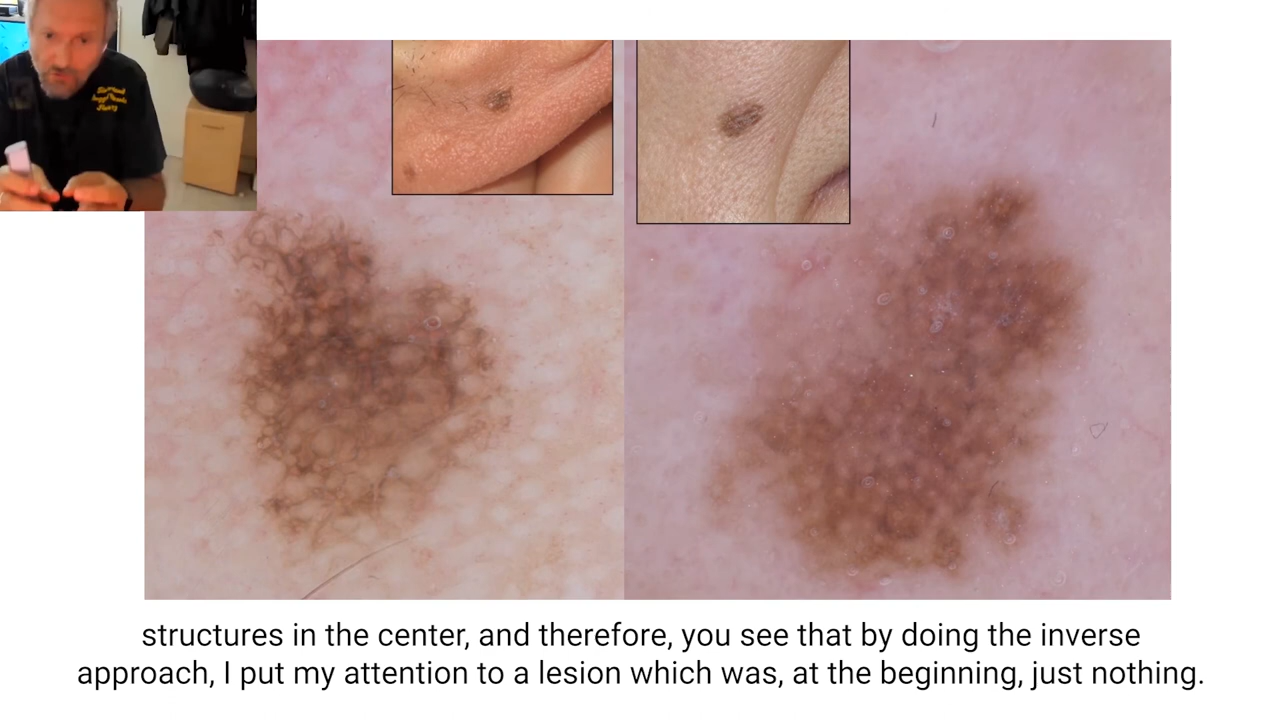 structures in the center, and therefore, you see that by doing the inverse
approach, I put my attention to a lesion which was, at the beginning, just nothing.